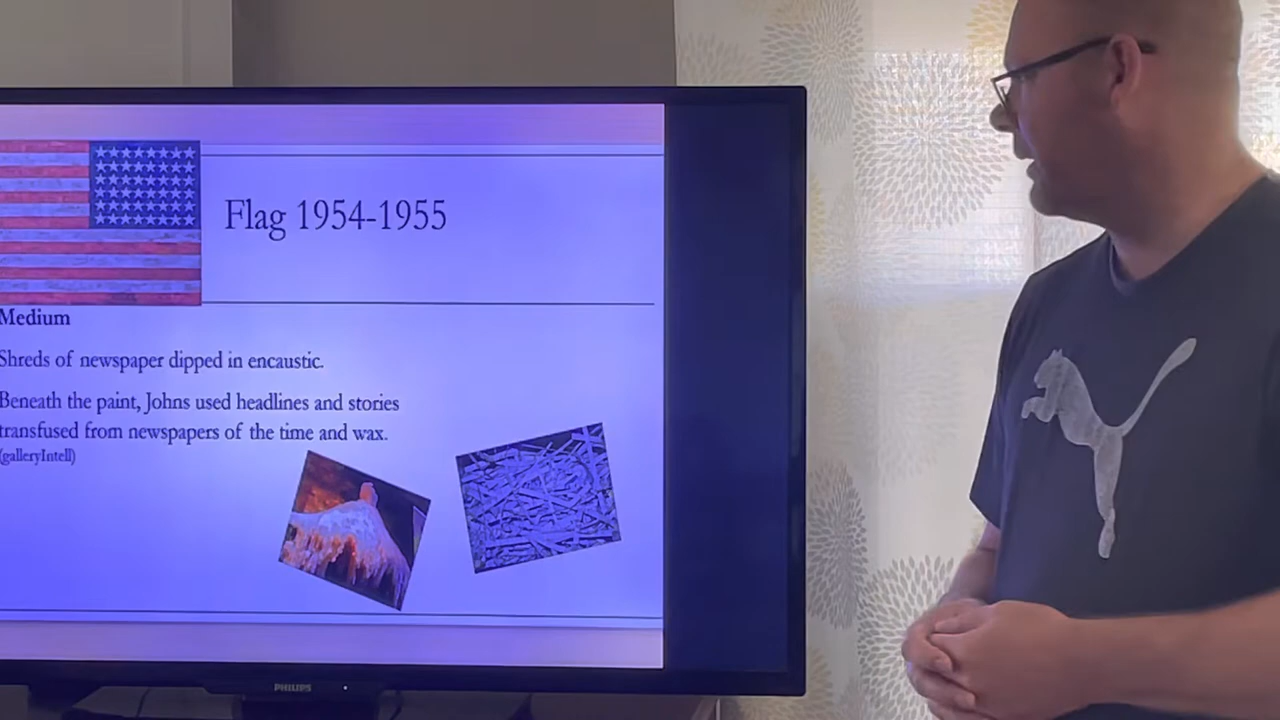 Flag 1954-1955
Medium
Shreds of newspaper dipped in encaustic.
Beneath the paint, Johns used headlines and stories
transfused from newspapers of the time and wax.
(galleryIntell)
PHILIPS